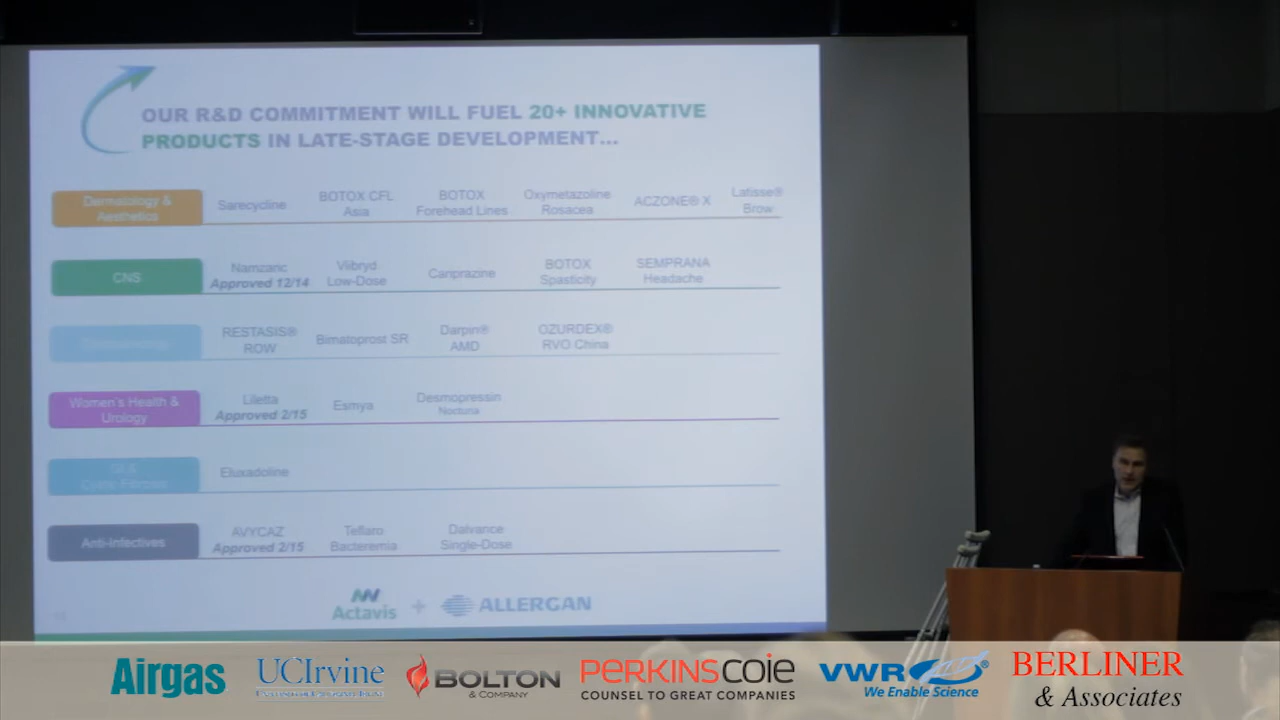 OUR R&D COMMITMENT WILL FUEL 20+ INNOVATIVE
PRODUCTS IN LATE-STAGE DEVELOPMENT...
Dermatology &
Aesthetics
Sarecycline
BOTOX CFL
Asia
BOTOX
Forehead Lines
Oxymetazoline
Rosacea
ACZONE® X
Latisse®
Brow
CNS
Namzaric
Approved 12/14
Viibryd
Low-Dose
Cariprazine
BOTOX
Spasticity
SEMPRANA
Headache
RESTASIS®
ROW
Bimatoprost SR
Darpin®
AMD
OZURDEX®
RVO China
Women's Health &
Urology
Liletta
Approved 2/15
Esmya
Desmopressin
Nocturia
GI &
Cystic Fibrosis
Eluxadoline
Anti-Infectives
AVYCAZ
Approved 2/15
Teflaro
Bacteremia
Dalvance
Single-Dose
Actavis + ALLERGAN
Airgas
UCIrvine
BOLTON
& COMPANY
PERKINSCOIE
COUNSEL TO GREAT COMPANIES
VWR®
We Enable Science
BERLINER
& Associates